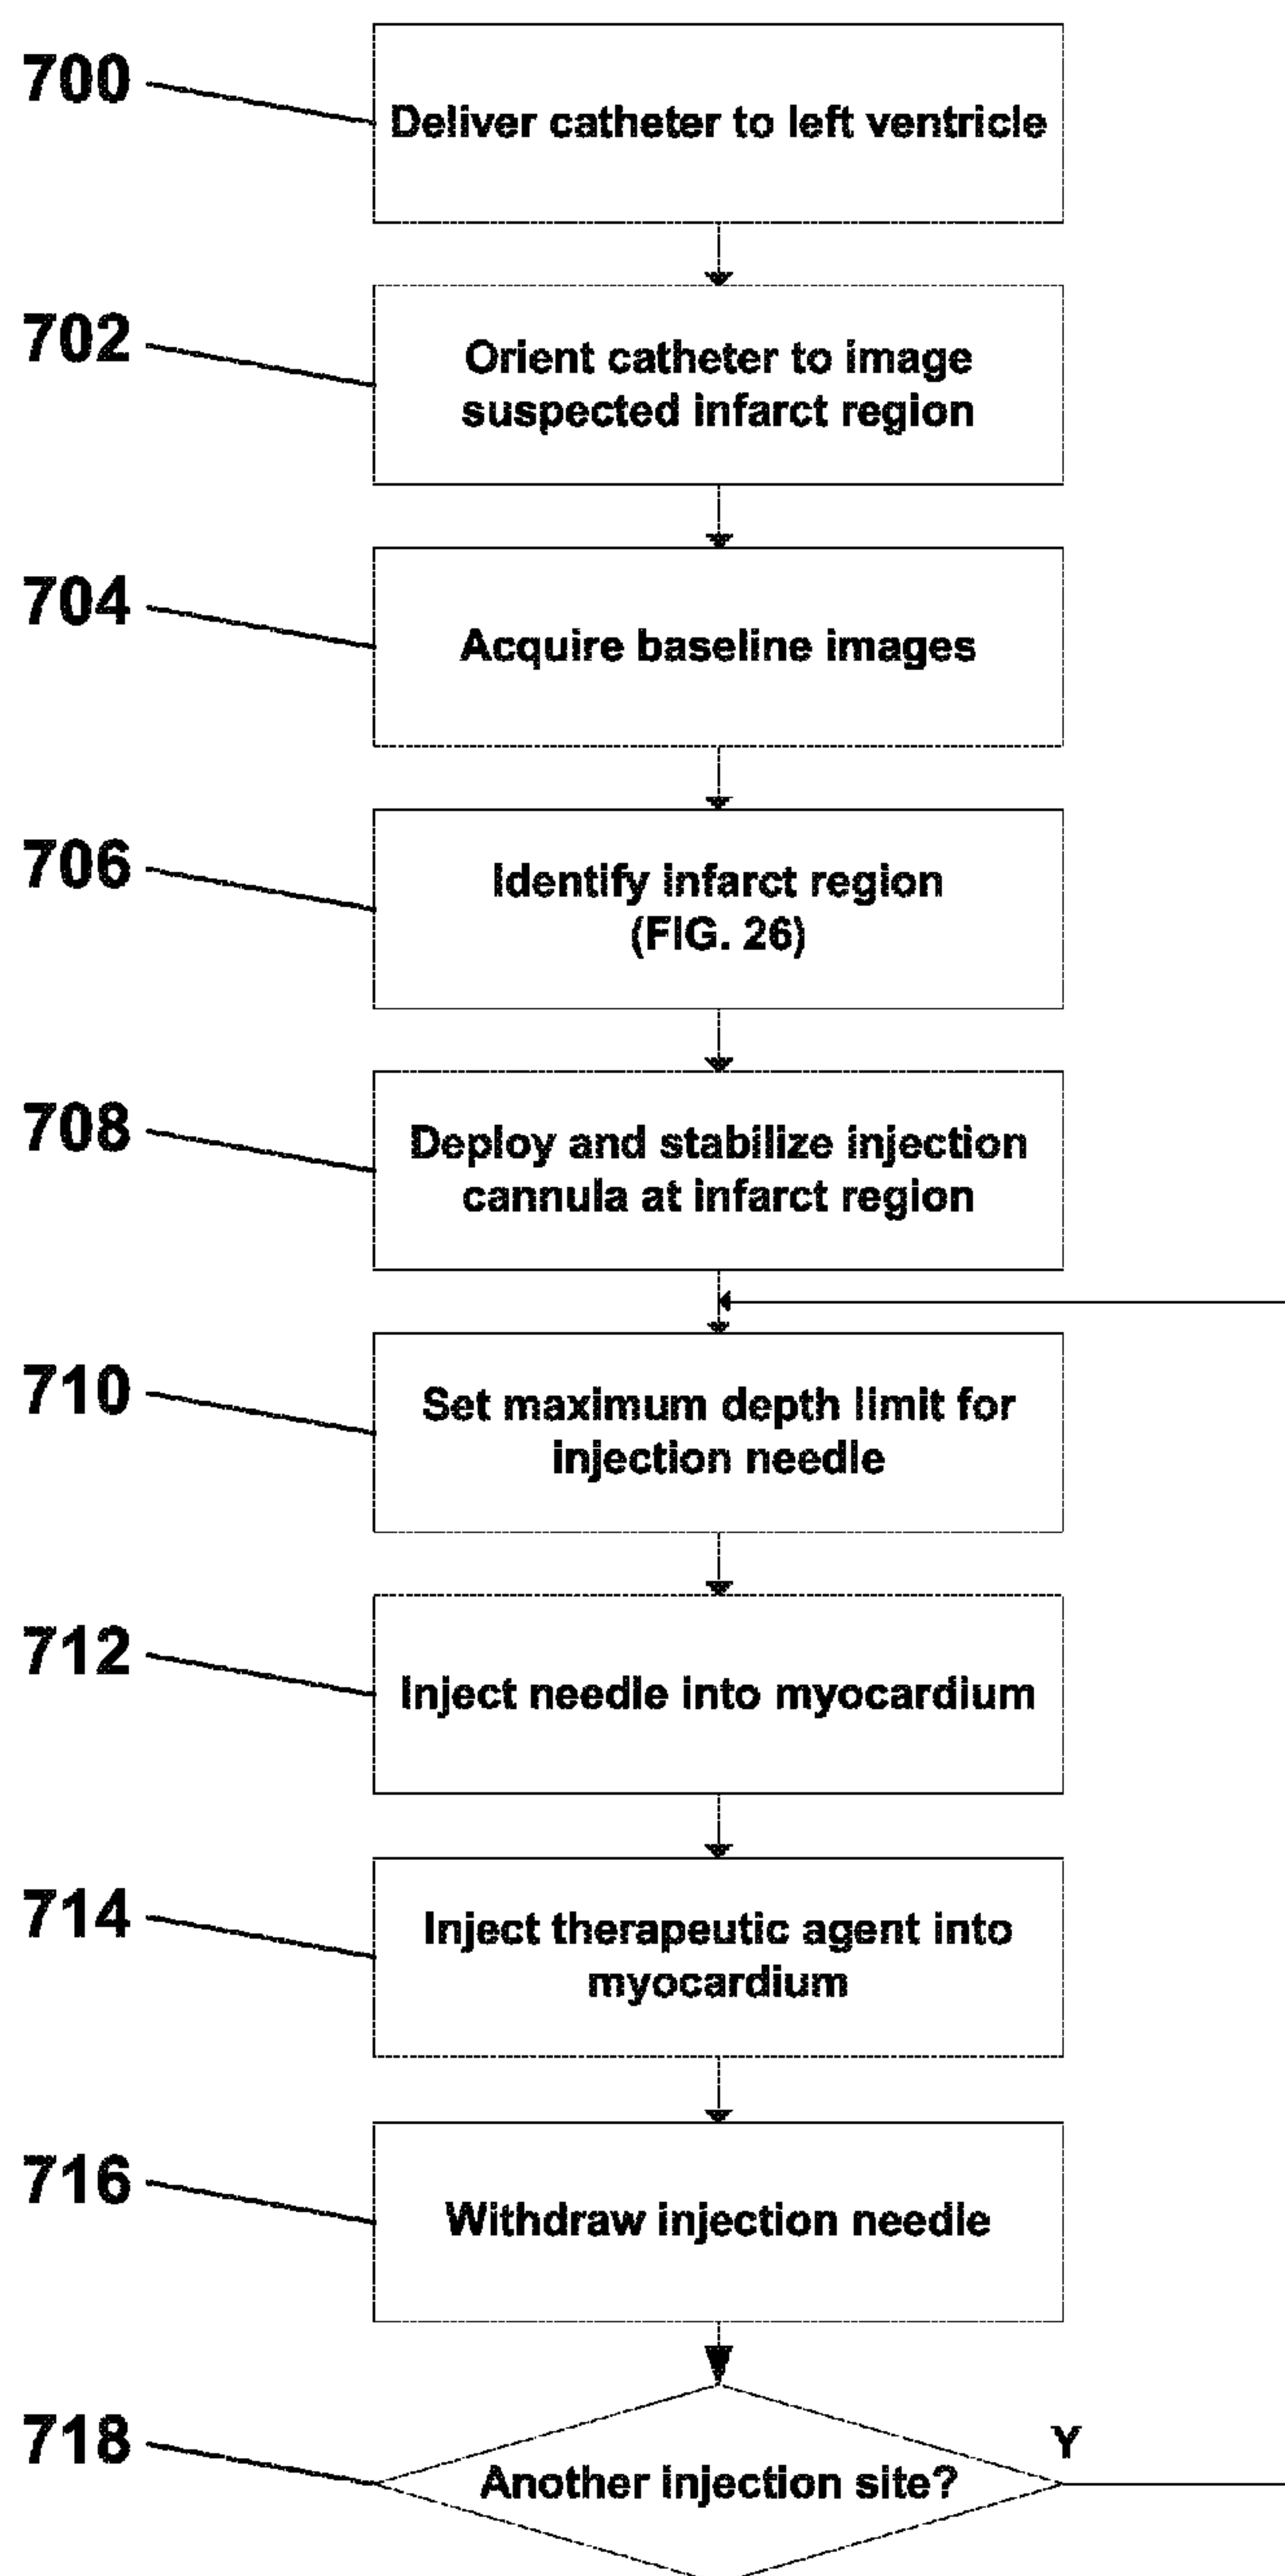 700
Deliver catheter to left ventricle
702
Orient catheter to image
suspected infarct region
704
Acquire baseline images
706
Identify infarct region
(FIG. 26)
708
Deploy and stabilize injection
cannula at infarct region
710
Set maximum depth limit for
injection needle
712
Inject needle into myocardium
714
Inject therapeutic agent into
myocardium
716
Withdraw injection needle
718
Another injection site?
Y